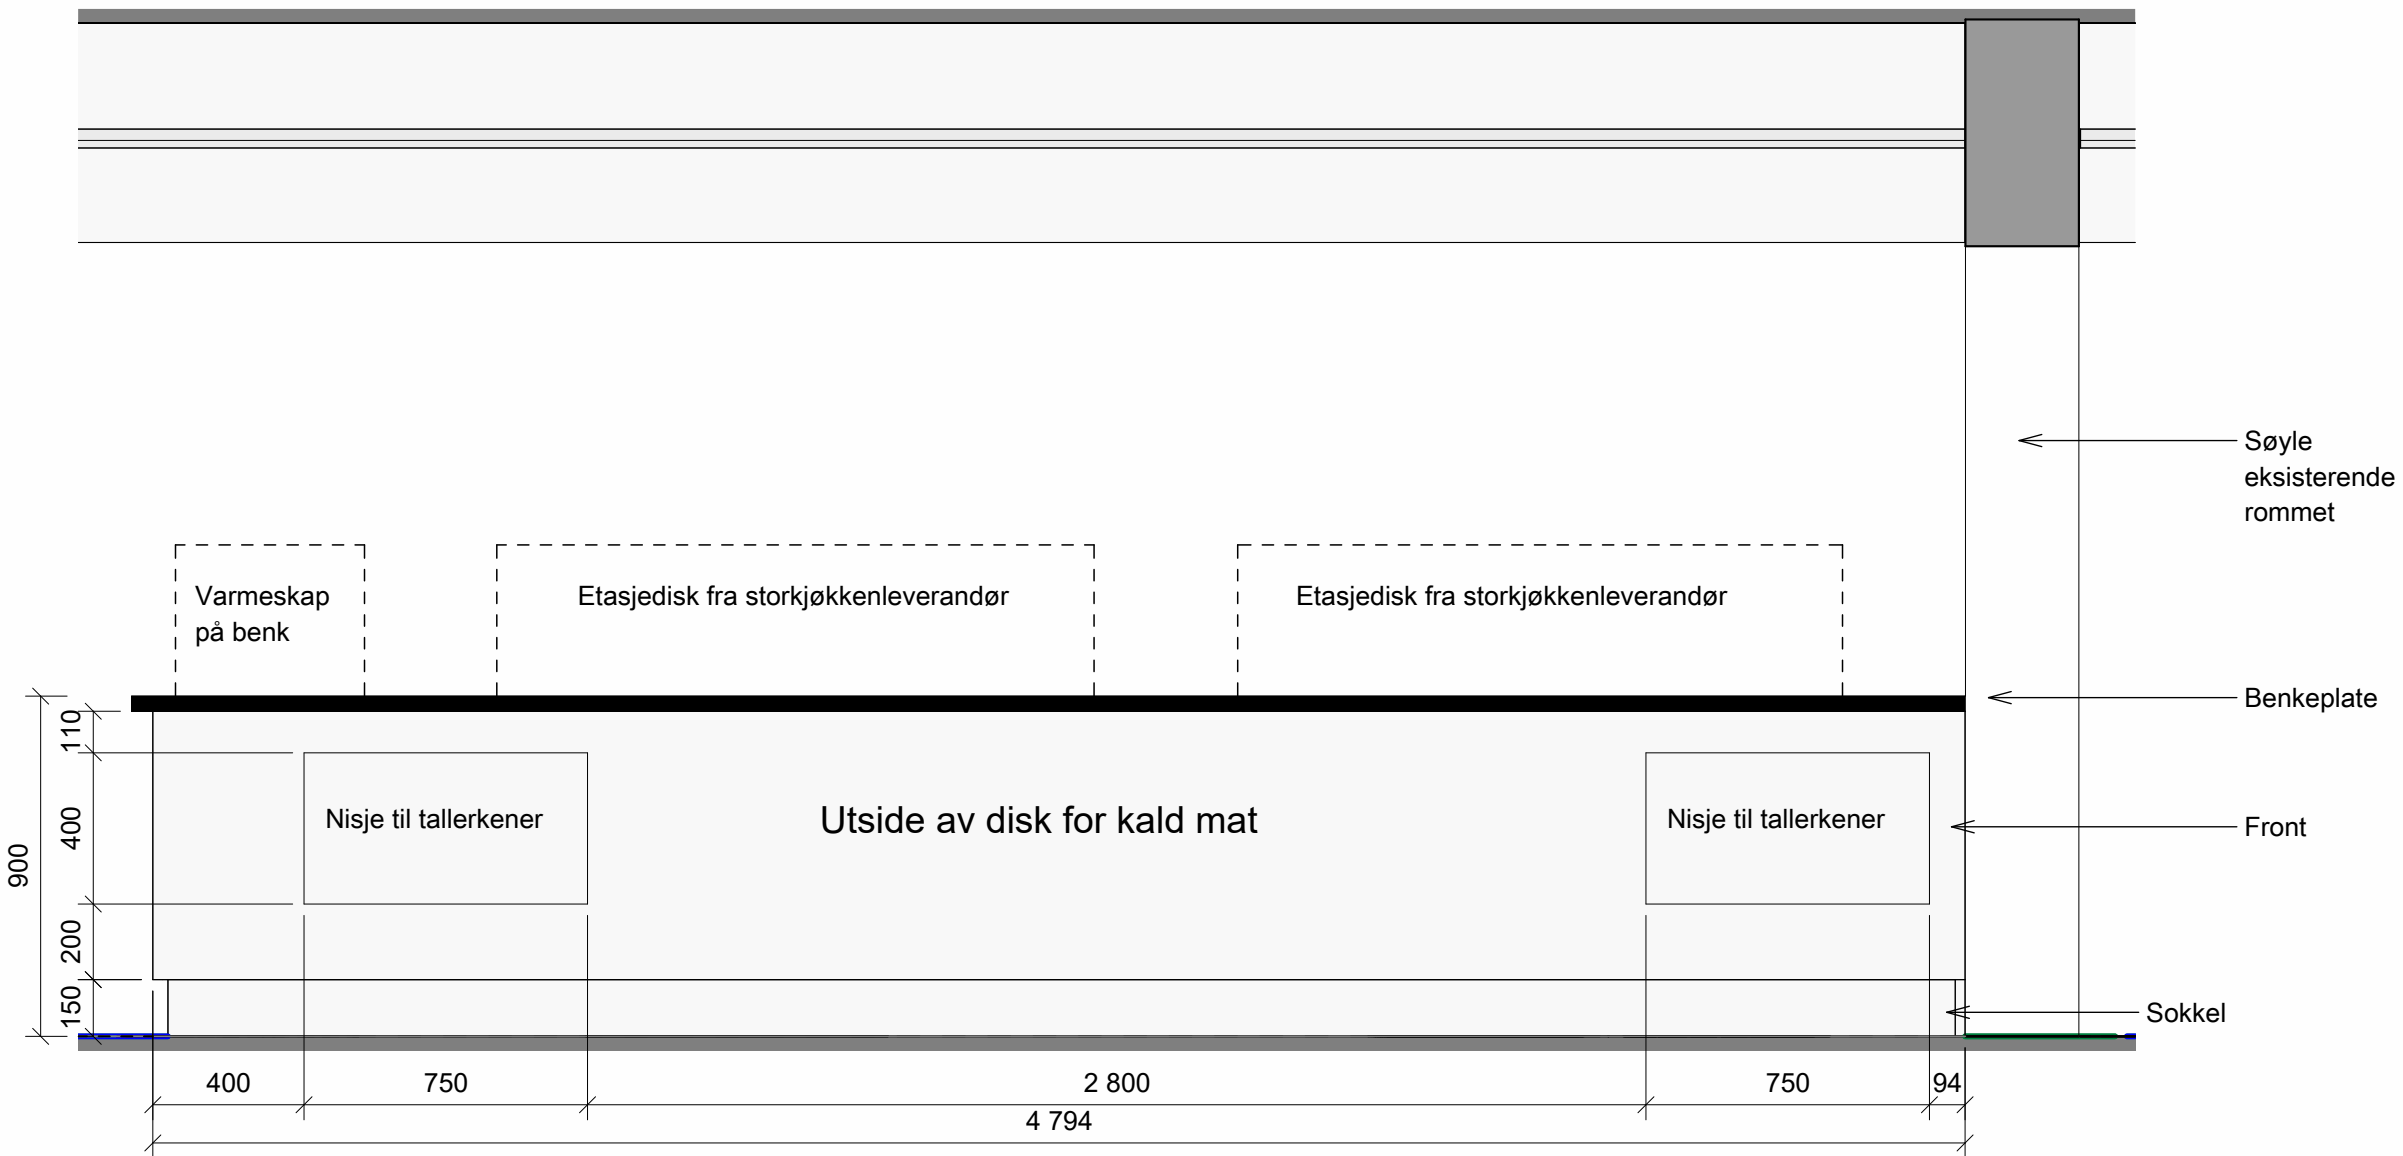 Søyle
eksisterende
rommet
Varmeskap
på benk
Etasjedisk fra storkjøkkenleverandør
Etasjedisk fra storkjøkkenleverandør
Benkeplate
110
Nisje til tallerkener
Utside av disk for kald mat
Nisje til tallerkener
Front
400
900
200
150
Sokkel
400
750
2 800
750
94
4 794